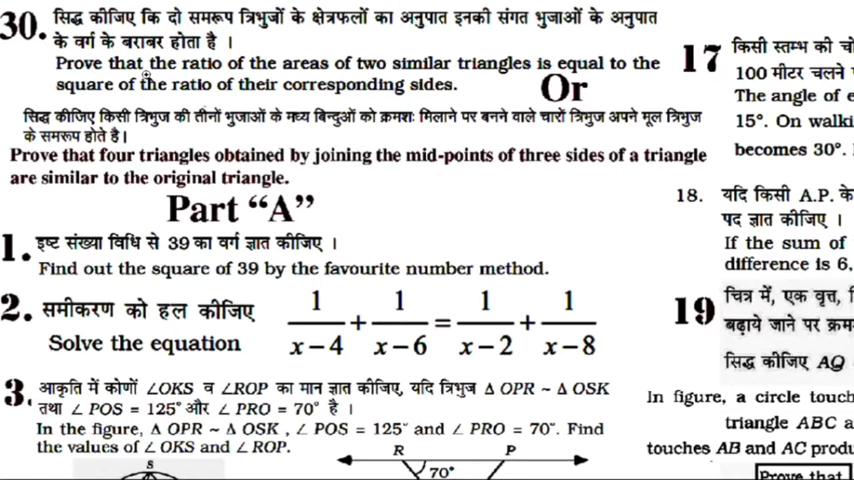 30. सिद्ध कीजिए कि दो समरूप त्रिभुजों के क्षेत्रफलों का अनुपात इनकी संगत भुजाओं के अनुपात
के वर्ग के बराबर होता है ।
Prove that the ratio of the areas of two similar triangles is equal to the
square of the ratio of their corresponding sides.
Or
सिद्ध कीजिए किसी त्रिभुज की तीनों भुजाओं के मध्य बिन्दुओं को क्रमशः मिलाने पर बनने वाले चारों त्रिभुज अपने मूल त्रिभुज
के समरूप होते है।
Prove that four triangles obtained by joining the mid-points of three sides of a triangle
are similar to the original triangle.
Part “A”
1. इष्ट संख्या विधि से 39 का वर्ग ज्ञात कीजिए ।
Find out the square of 39 by the favourite number method.
2. समीकरण को हल कीजिए
Solve the equation
1/(x−4) + 1/(x−6) = 1/(x−2) + 1/(x−8)
3. आकृति में कोणों ∠OKS व ∠ROP का मान ज्ञात कीजिए, यदि त्रिभुज Δ OPR ~ Δ OSK
तथा ∠ POS = 125° और ∠ PRO = 70° है ।
In the figure, Δ OPR ~ Δ OSK , ∠ POS = 125° and ∠ PRO = 70°. Find
the values of ∠ OKS and ∠ ROP.
S
R P
70°
17 किसी स्तम्भ की
100 मीटर चलने
The angle of
15°. On
becomes 30°.
18. यदि किसी A.P. के
पद ज्ञात कीजिए ।
If the sum of
difference is 6,
19 चित्र में, एक वृत्त,
बढ़ाये जाने पर
सिद्ध कीजिए AQ
In figure, a circle
triangle ABC
touches AB and AC
Prove that